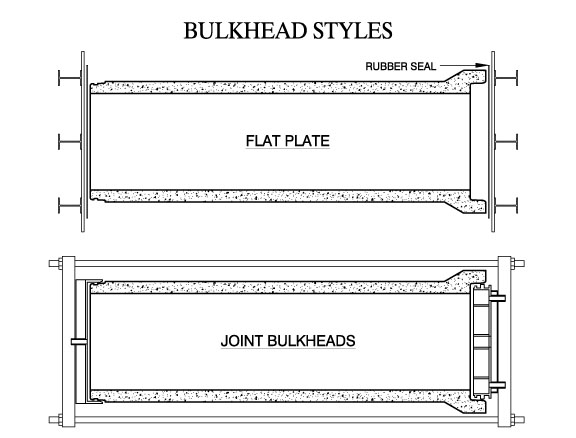 BULKHEAD STYLES
RUBBER SEAL
FLAT PLATE
JOINT BULKHEADS